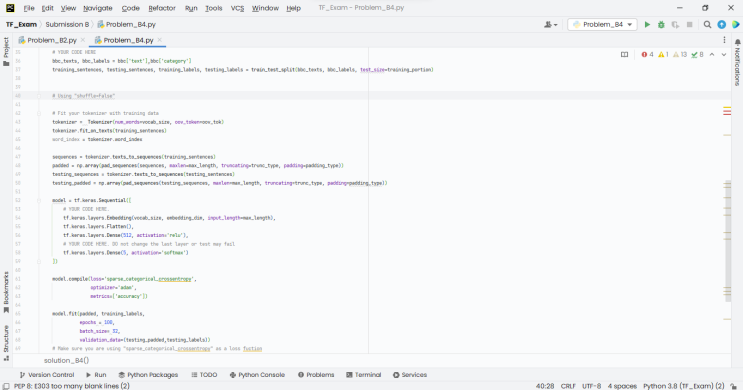 File Edit View Navigate Code Refactor Run Tools VCS Window Help TF_Exam - Problem_B4.py
TF_Exam Submission B Problem_B4.py Problem_B4
Problem_B2.py Problem_B4.py
Project
Notifications
4 1 13 8
# YOUR CODE HERE
bbc_texts, bbc_labels = bbc['text'],bbc['category']
training_sentences, testing_sentences, training_labels, testing_labels = train_test_split(bbc_texts, bbc_labels, test_size=training_portion)
# Using "shuffle=False"
# Fit your tokenizer with training data
tokenizer = Tokenizer(num_words=vocab_size, oov_token=oov_tok)
tokenizer.fit_on_texts(training_sentences)
word_index = tokenizer.word_index
sequences = tokenizer.texts_to_sequences(training_sentences)
padded = np.array(pad_sequences(sequences, maxlen=max_length, truncating=trunc_type, padding=padding_type))
testing_sequences = tokenizer.texts_to_sequences(testing_sentences)
testing_padded = np.array(pad_sequences(testing_sequences, maxlen=max_length, truncating=trunc_type, padding=padding_type))
model = tf.keras.Sequential([
# YOUR CODE HERE.
tf.keras.layers.Embedding(vocab_size, embedding_dim, input_length=max_length),
tf.keras.layers.Flatten(),
tf.keras.layers.Dense(512, activation='relu'),
# YOUR CODE HERE. DO not change the last layer or test may fail
tf.keras.layers.Dense(5, activation='softmax')
])
model.compile(loss='sparse_categorical_crossentropy',
optimizer='adam',
metrics=['accuracy'])
model.fit(padded, training_labels,
epochs = 100,
batch_size= 32,
validation_data=(testing_padded,testing_labels))
# Make sure you are using "sparse_categorical_crossentropy" as a loss fuction
solution_B4()
Bookmarks
Structure
Version Control Run Python Packages TODO Python Console Problems Terminal Services
PEP 8: E303 too many blank lines (2) 40:28 CRLF UTF-8 4 spaces Python 3.8 (TF_Exam) (2)